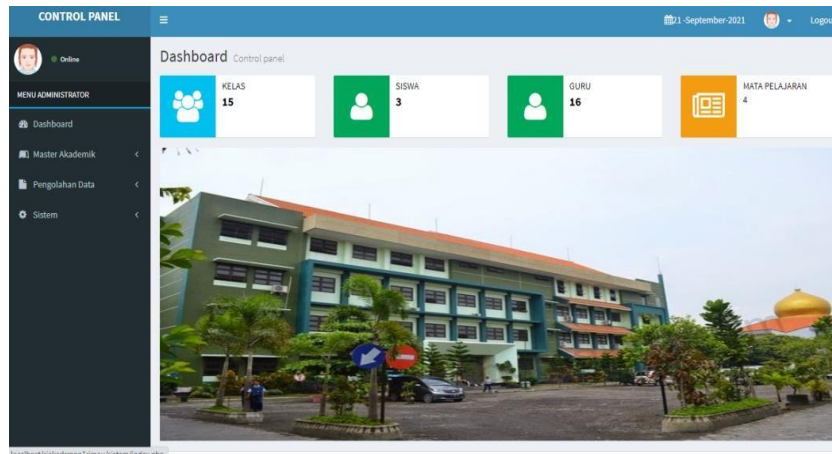 CONTROL PANEL
21-September-2021
Logou
Online
Dashboard Control panel
MENU ADMINISTRATOR
KELAS
15
SISWA
3
GURU
16
MATA PELAJARAN
4
Dashboard
Master Akademik
Pengolahan Data
Sistem